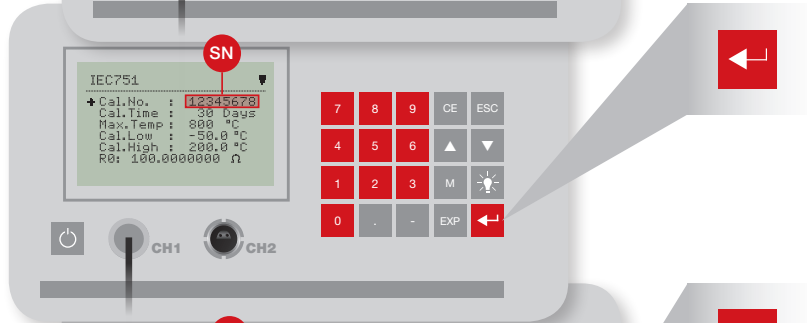 SN
IEC751
Cal.No. : 12345678
Cal.Time : 30 Days
Max.Temp : 800 °C
Cal.Low : -50.0 °C
Cal.High : 200.0 °C
R0: 100.0000000 Ω
7 8 9 CE ESC
4 5 6
1 2 3 M
0 . - EXP
CH1 CH2